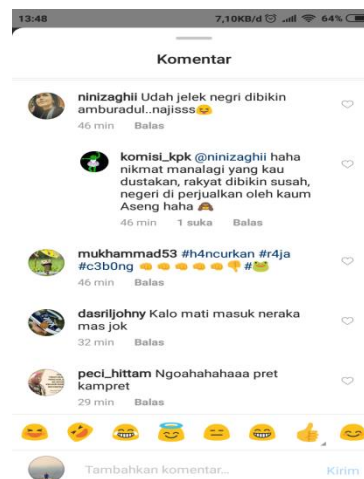 13:48 7,10KB/d 64%
Komentar
ninizaghii Udah jelek negri dibikin
amburadul..najisss😌
46 min Balas
komisi_kpk @ninizaghii haha
nikmat manalagi yang kau
dustakan, rakyat dibikin susah,
negeri di perjualkan oleh kaum
Aseng haha 🙈
46 min 1 suka Balas
mukhammad53 #h4ncurkan #r4ja
#c3b0ng 👊👊👊👊👊👎#🐸
46 min Balas
dasriljohny Kalo mati masuk neraka
mas jok
32 min Balas
peci_hittam Ngoahahahaaa pret
kampret
29 min Balas
Tambahkan komentar... Kirim